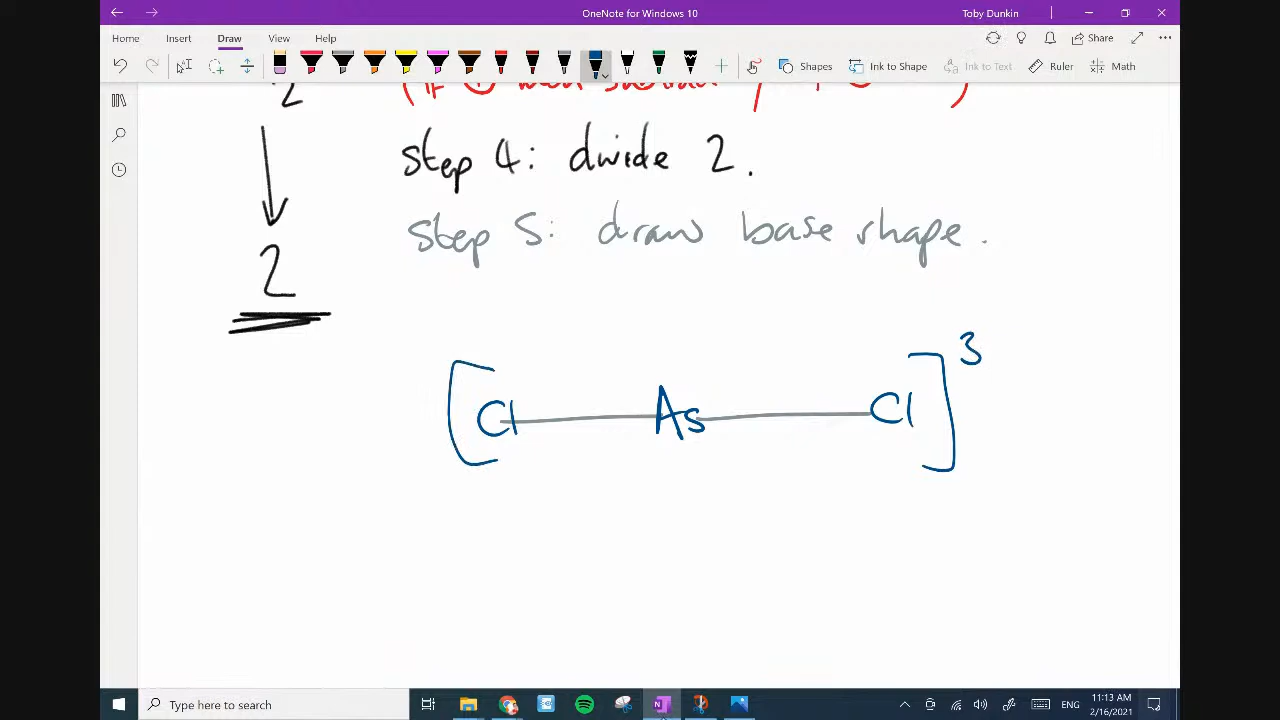 OneNote for Windows 10
Toby Dunkin
Home Insert Draw View Help
Share
Shapes Ink to Shape Ink to Text Ruler Math
2
(if
step 4: divide 2.
step 5: draw base shape.
2
[Cl — As — Cl]³
Type here to search
ENG
11:13 AM
2/16/2021